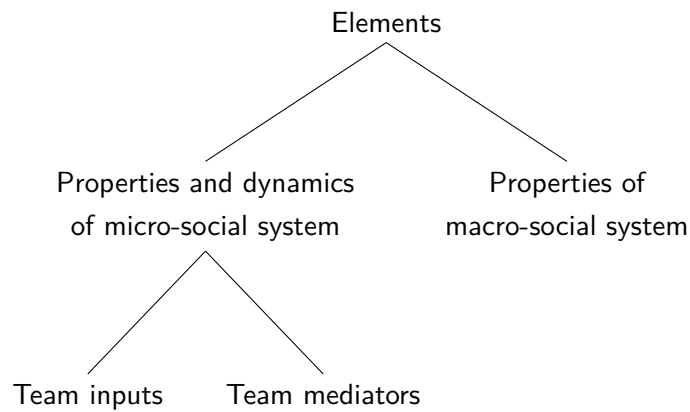 Elements
Properties and dynamics
of micro-social system
Properties of
macro-social system
Team inputs
Team mediators